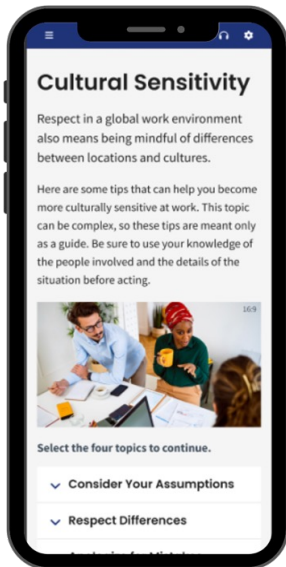 Cultural Sensitivity
Respect in a global work environment
also means being mindful of differences
between locations and cultures.
Here are some tips that can help you become
more culturally sensitive at work. This topic
can be complex, so these tips are meant only
as a guide. Be sure to use your knowledge of
the people involved and the details of the
situation before acting.
16:9
Select the four topics to continue.
Consider Your Assumptions
Respect Differences